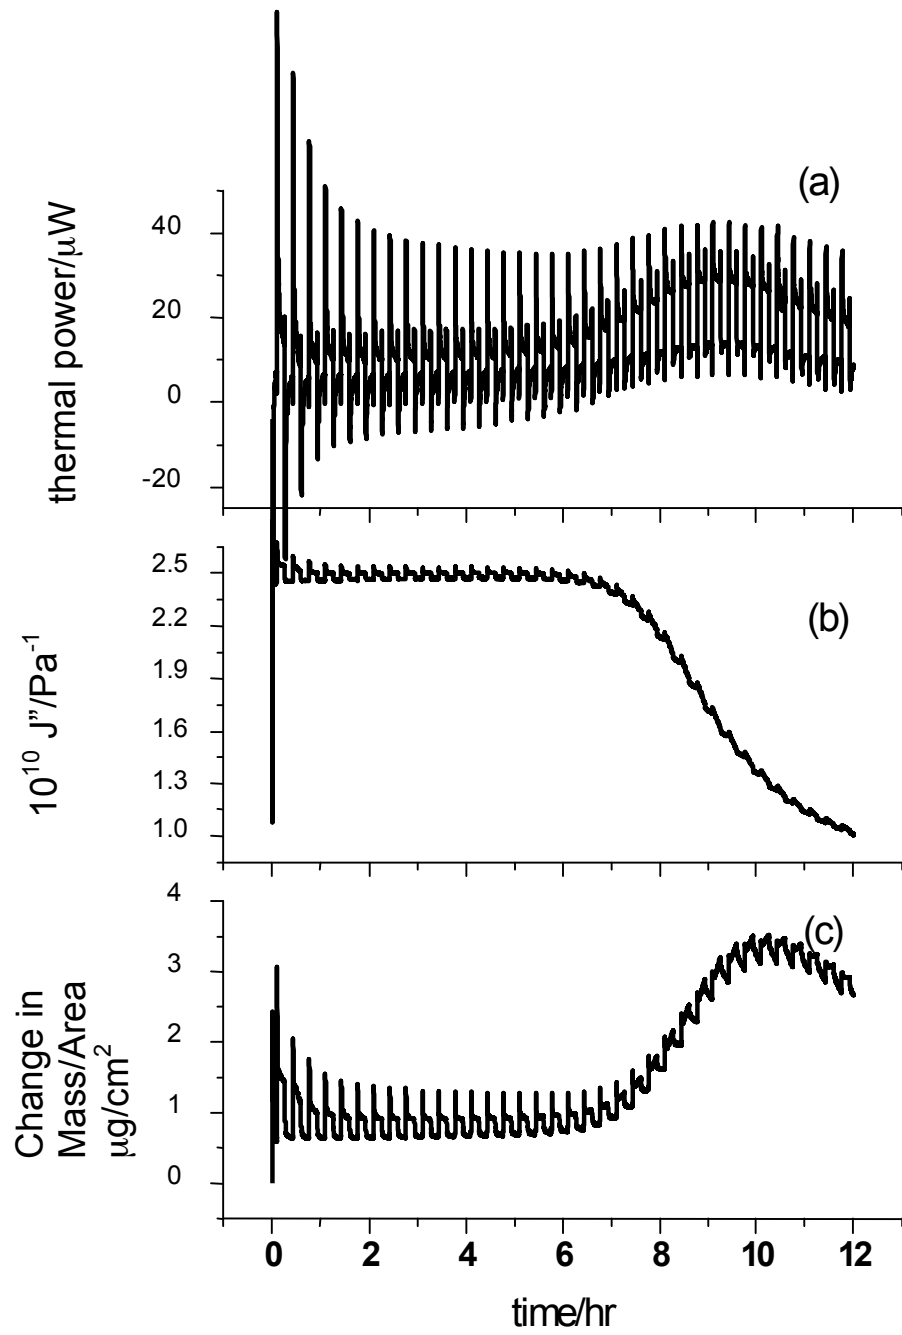 (a)
thermal power/μW
40
20
0
-20
(b)
10¹⁰ J”/Pa⁻¹
2.5
2.2
1.9
1.6
1.3
1.0
(c)
Change in
Mass/Area
μg/cm²
4
3
2
1
0
0 2 4 6 8 10 12
time/hr